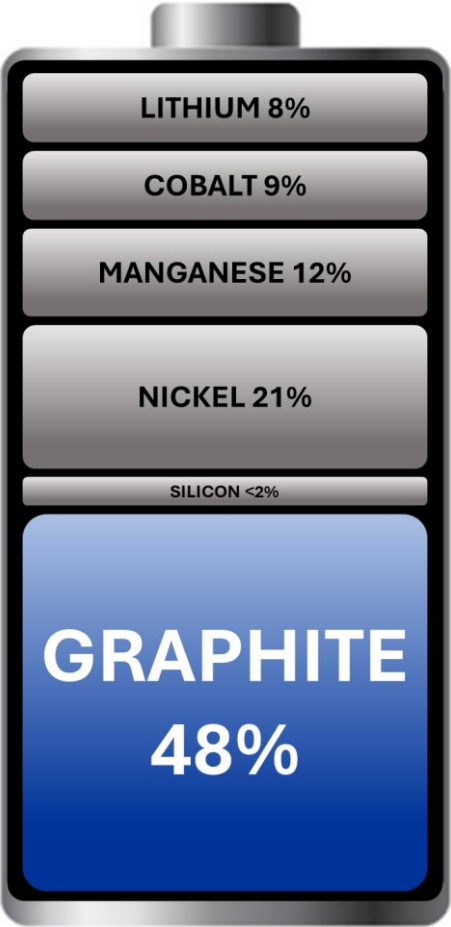 LITHIUM 8%
COBALT 9%
MANGANESE 12%
NICKEL 21%
SILICON <2%
GRAPHITE
48%